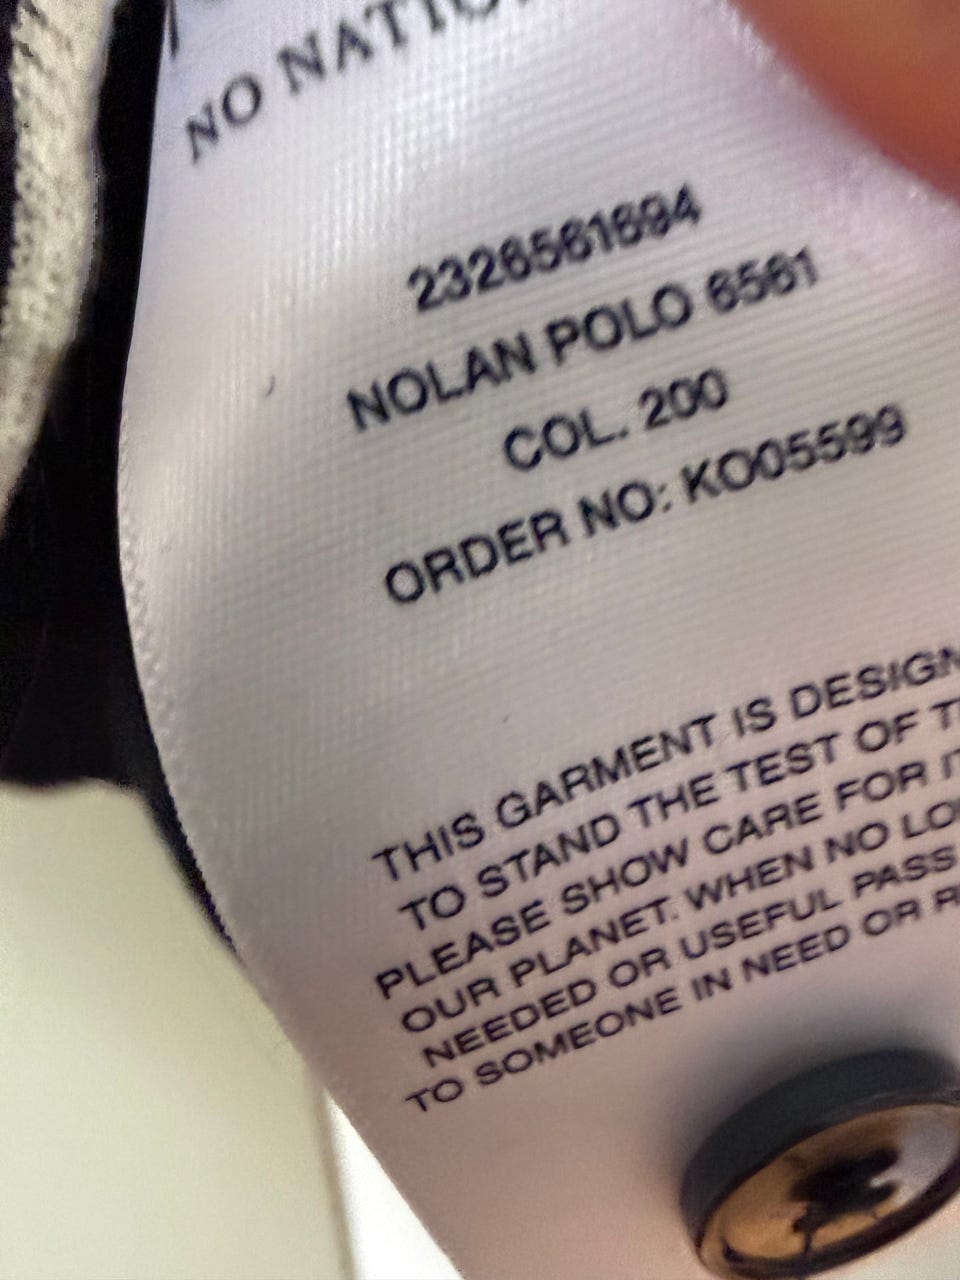 NO NATIO
2326561694
NOLAN POLO 6561
COL. 200
ORDER NO: KO05599
THIS GARMENT IS DESIGN
TO STAND THE TEST OF
PLEASE SHOW CARE FOR
OUR PLANET. WHEN NO LO
NEEDED OR USEFUL PASS
TO SOMEONE IN NEED OR